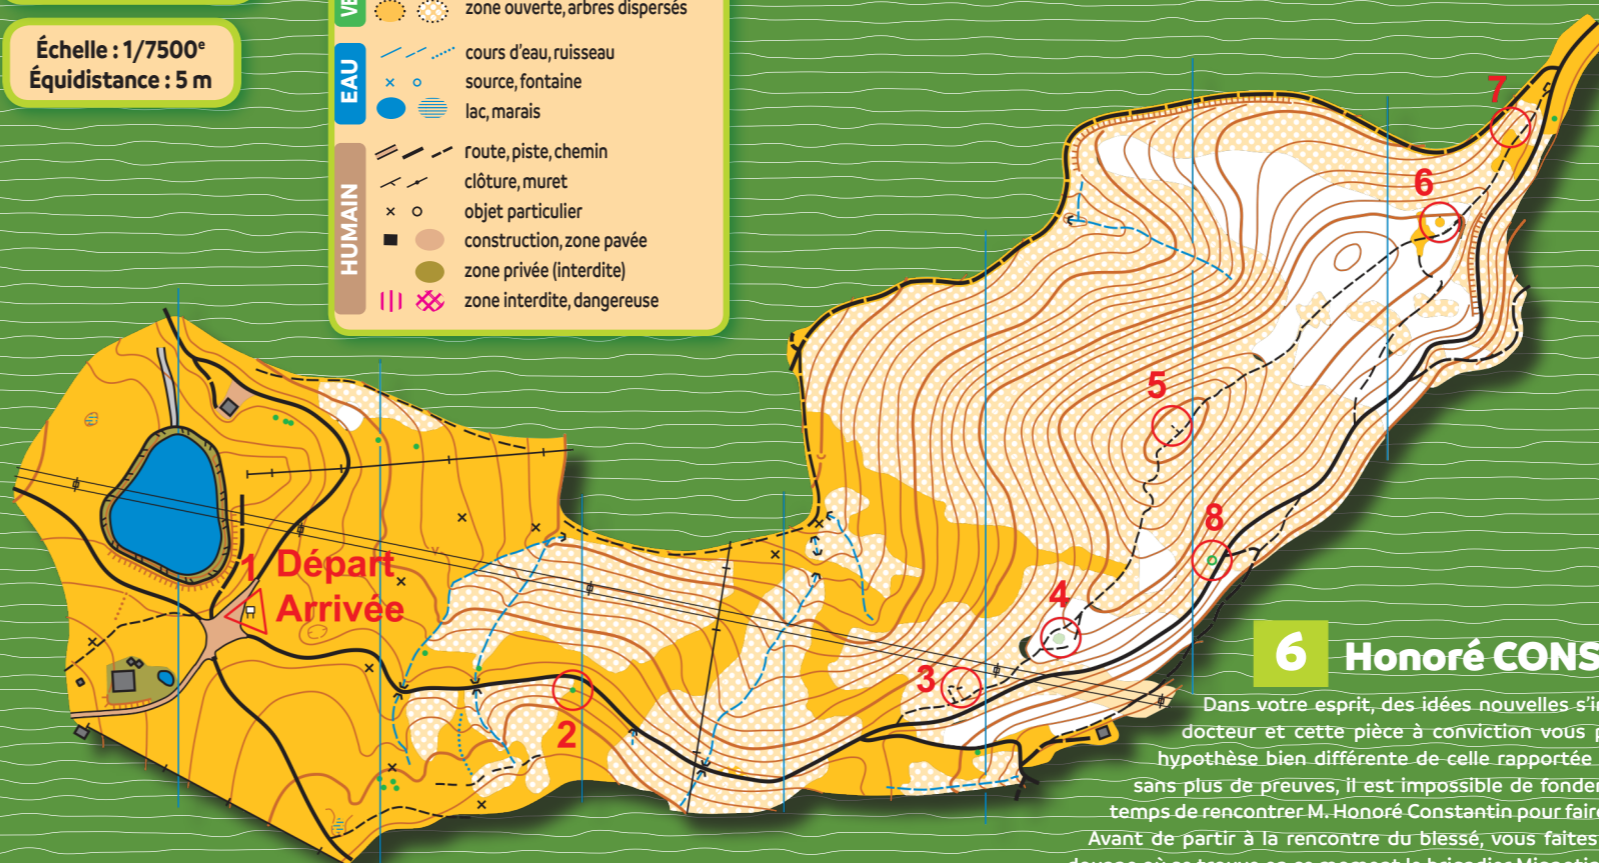 Échelle : 1/7500e
Équidistance : 5 m
zone ouverte, arbres dispersés
EAU
cours d'eau, ruisseau
source, fontaine
lac, marais
HUMAIN
route, piste, chemin
clôture, muret
objet particulier
construction, zone pavée
zone privée (interdite)
zone interdite, dangereuse
7
6
5
8
1 Départ
Arrivée
4
3
2
6 Honoré CONS
Dans votre esprit, des idées nouvelles s'i
docteur et cette pièce à conviction vous p
hypothèse bien différente de celle rapportée
sans plus de preuves, il est impossible de fonder
temps de rencontrer M. Honoré Constantin pour faire
Avant de partir à la rencontre du blessé, vous faites